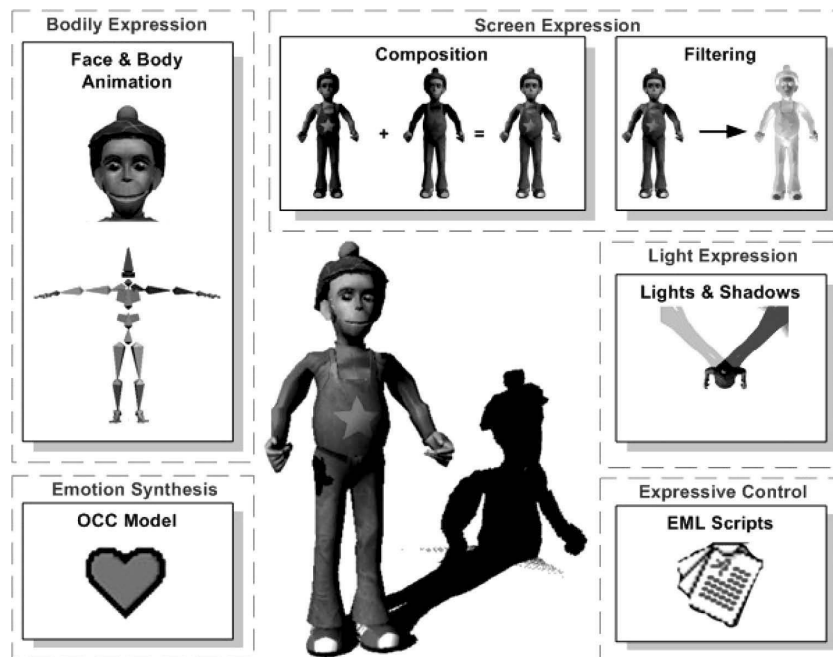 Bodily Expression
Face & Body
Animation
Screen Expression
Composition
+
=
Filtering
Light Expression
Lights & Shadows
Emotion Synthesis
OCC Model
Expressive Control
EML Scripts